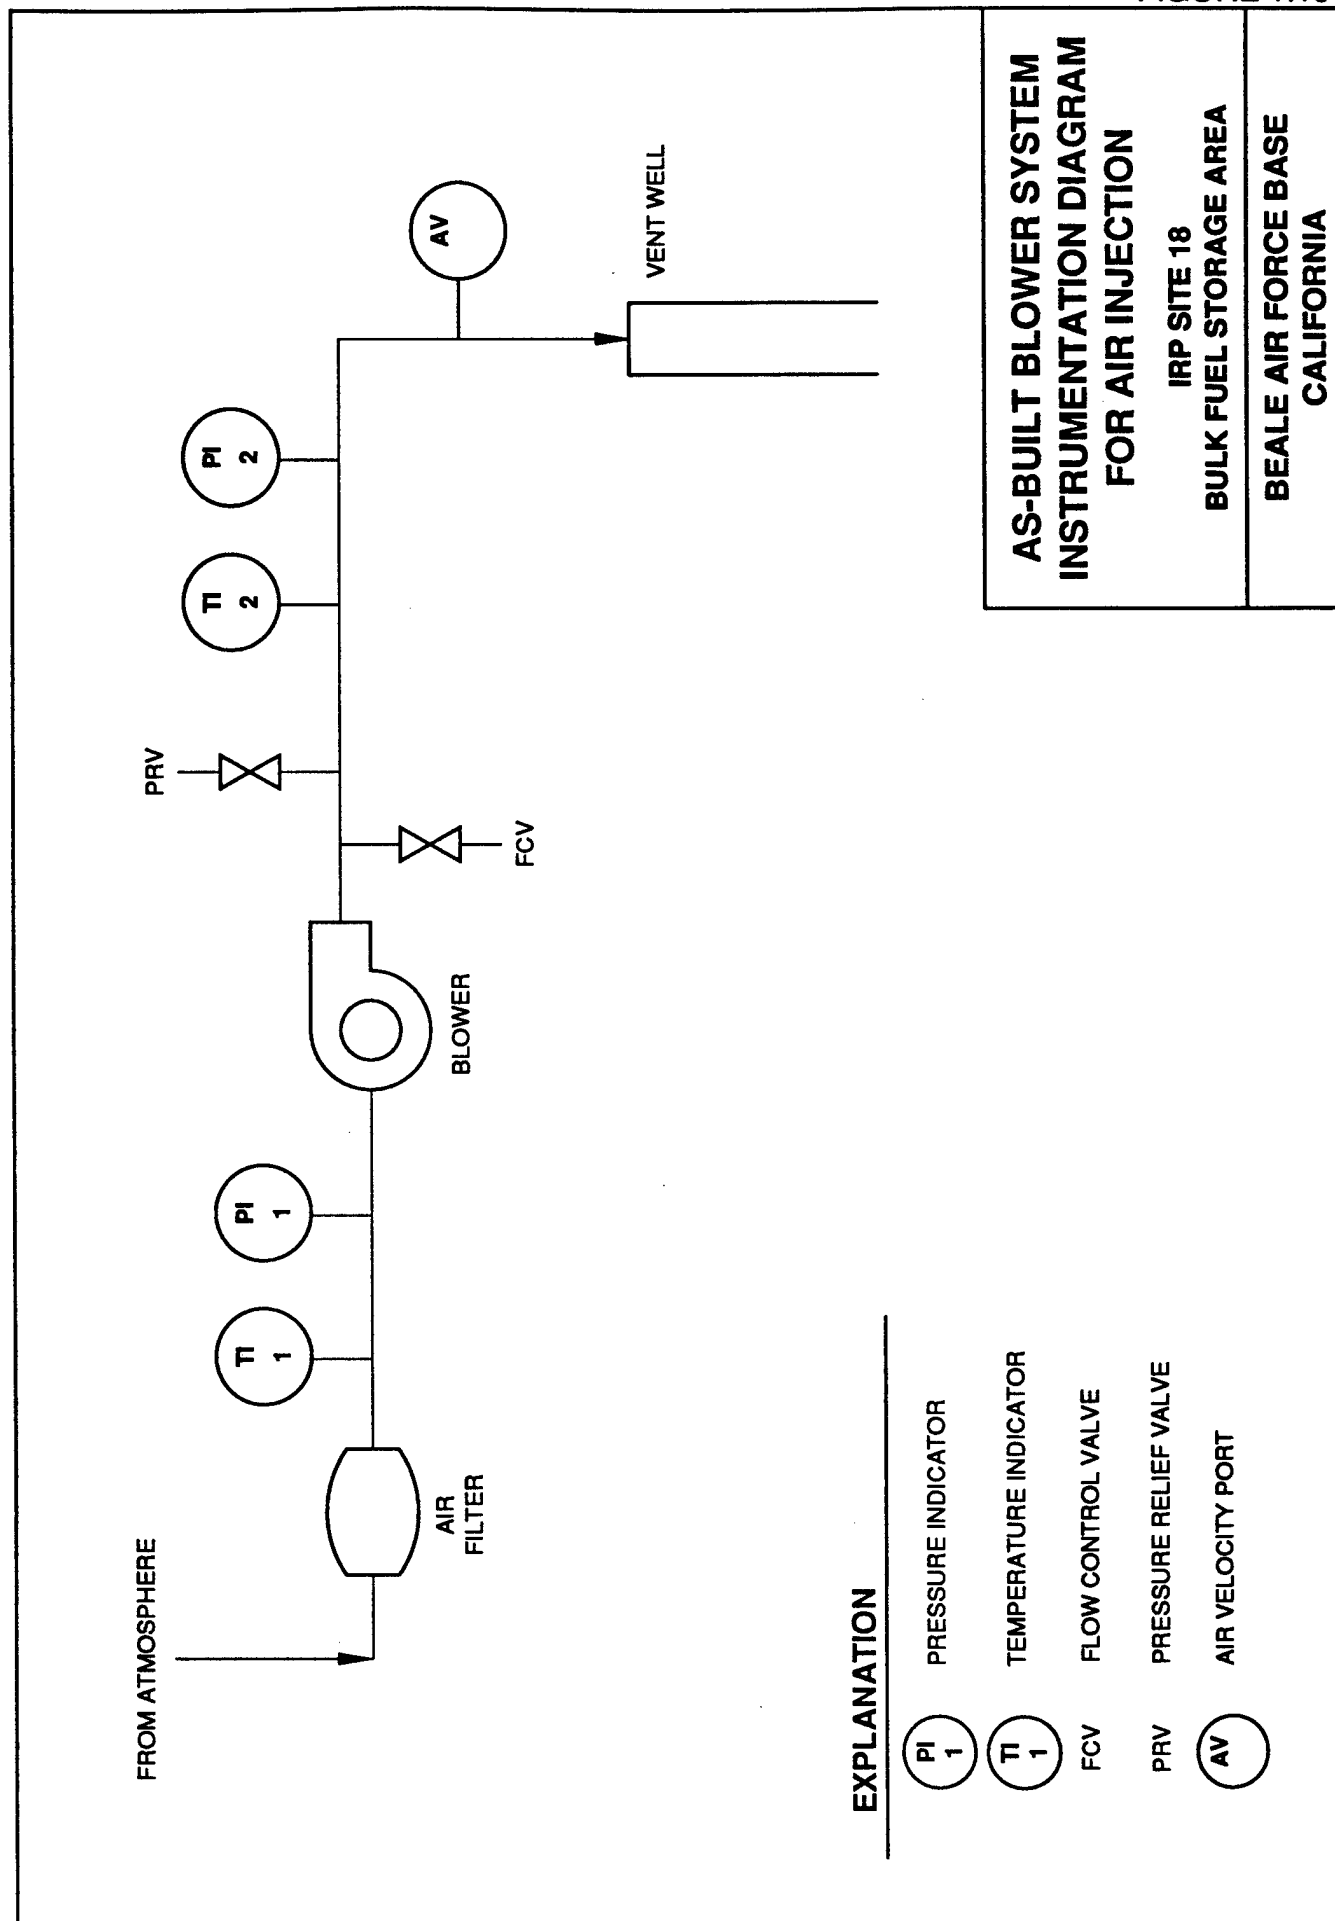 FROM ATMOSPHERE
AIR
FILTER
TI
1
PI
1
BLOWER
FCV
PRV
TI
2
PI
2
AV
VENT WELL
EXPLANATION
PI
1
PRESSURE INDICATOR
TI
1
TEMPERATURE INDICATOR
FCV
FLOW CONTROL VALVE
PRV
PRESSURE RELIEF VALVE
AV
AIR VELOCITY PORT
AS-BUILT BLOWER SYSTEM
INSTRUMENTATION DIAGRAM
FOR AIR INJECTION
IRP SITE 18
BULK FUEL STORAGE AREA
BEALE AIR FORCE BASE
CALIFORNIA